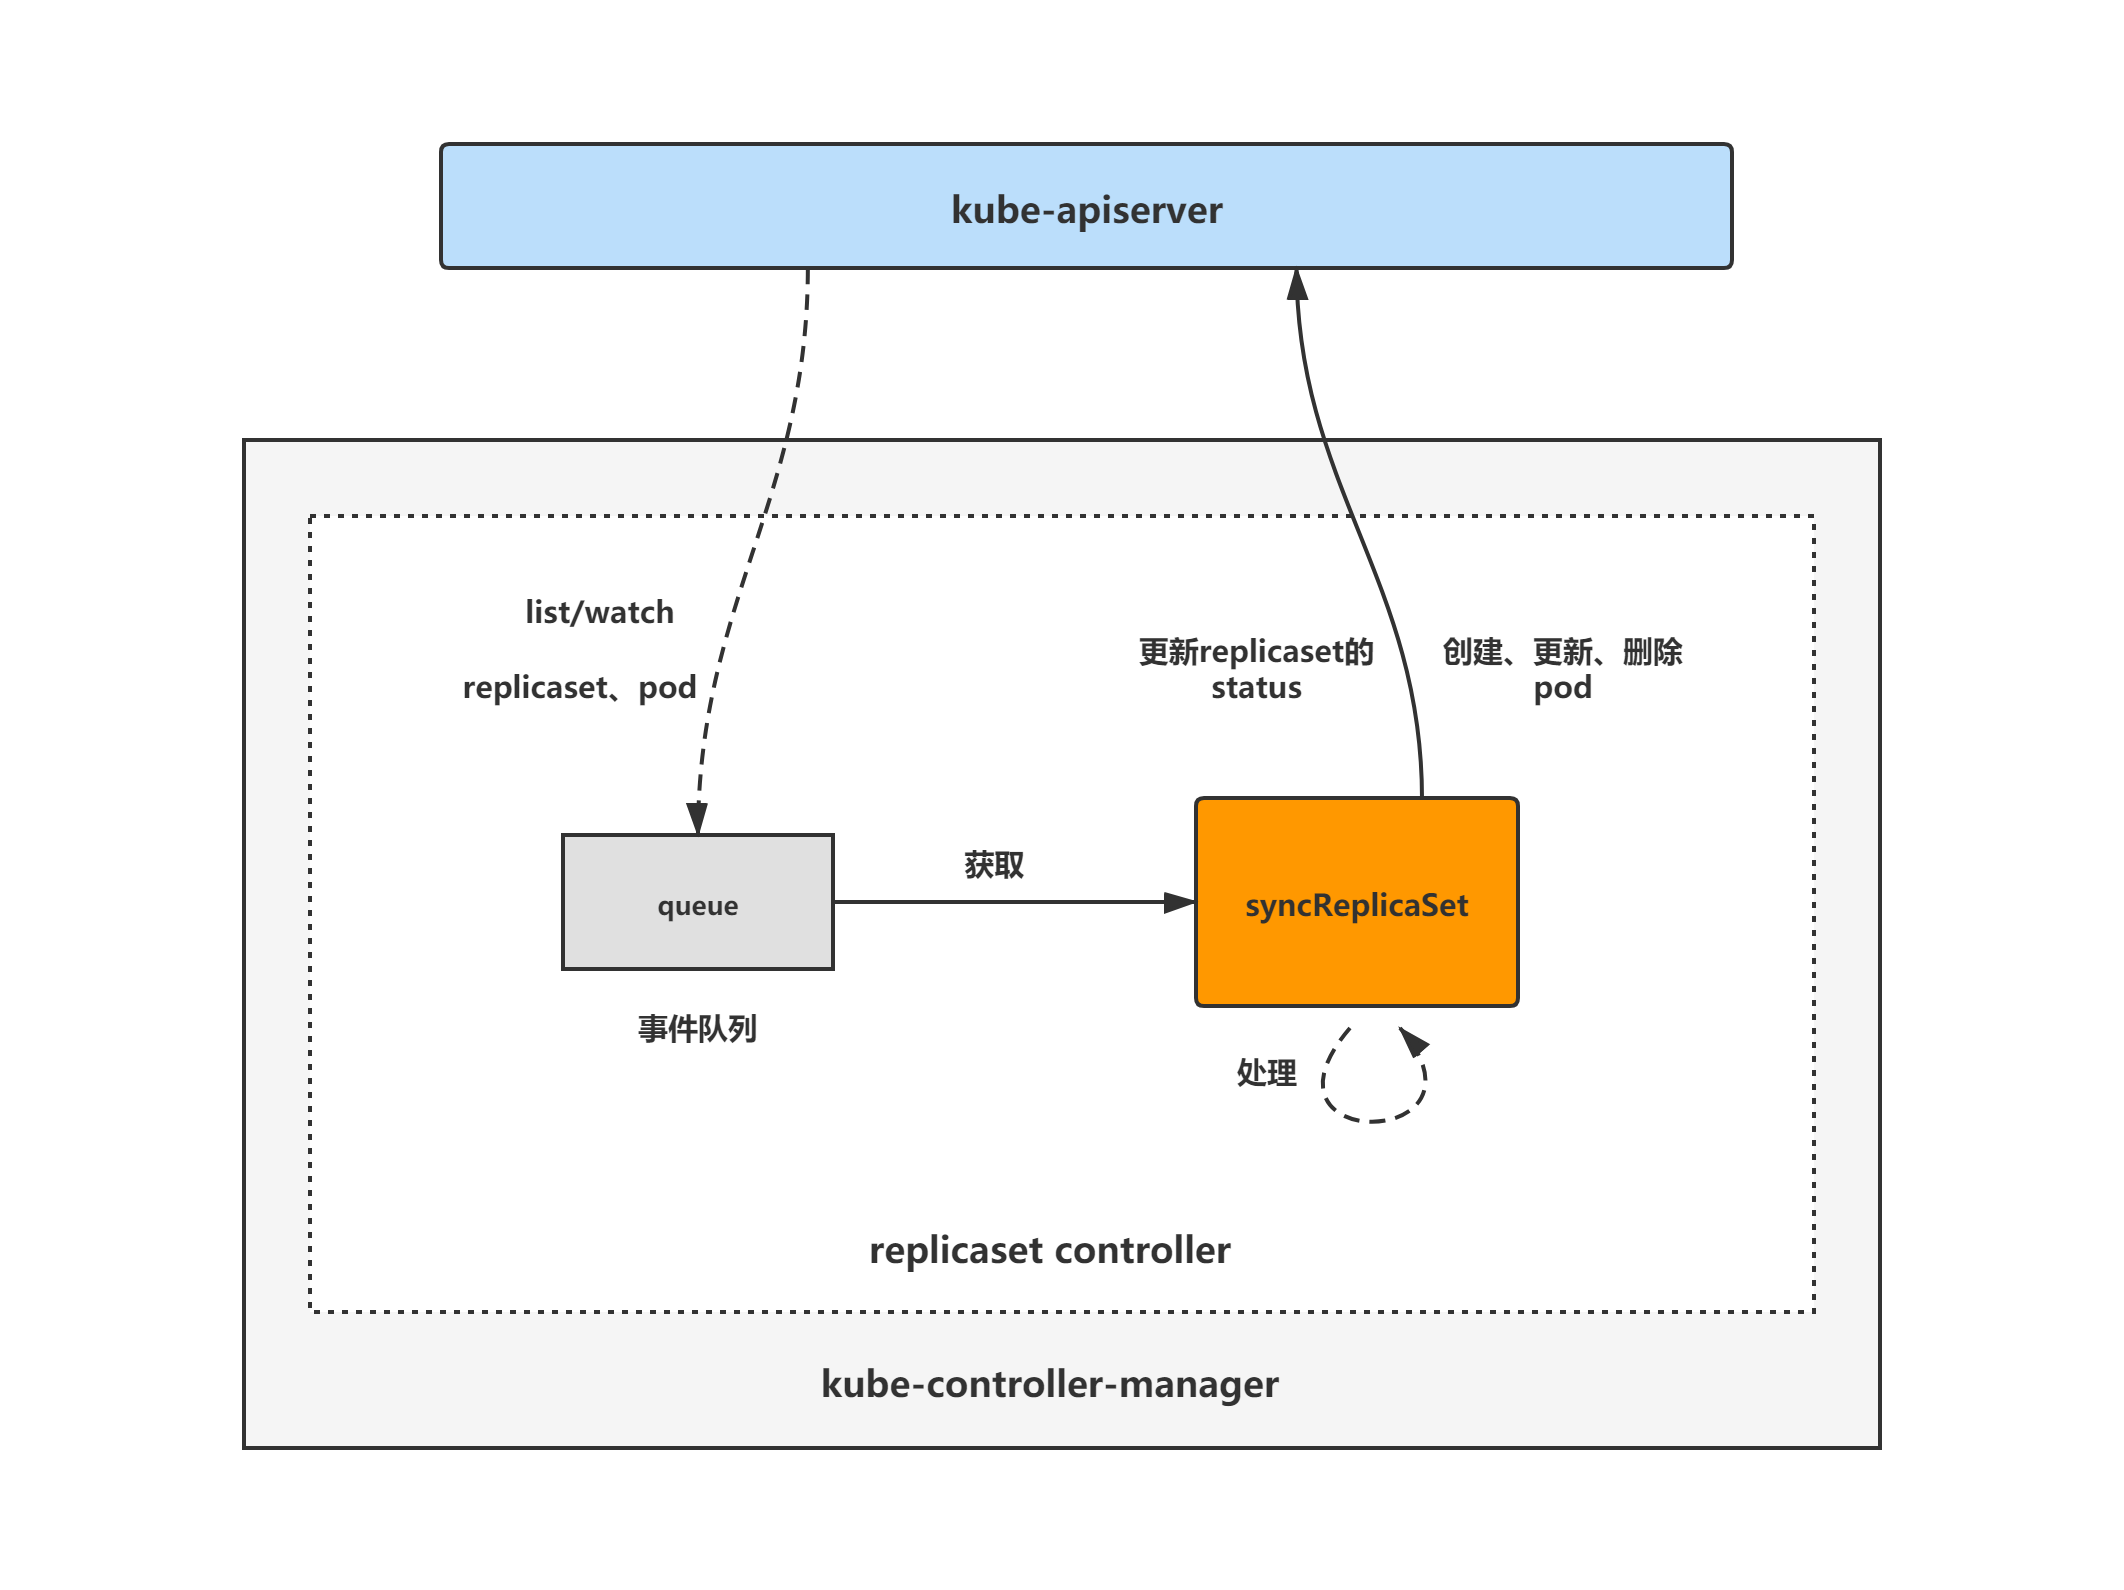 kube-apiserver
list/watch
replicaset、pod
更新replicaset的
status
创建、更新、删除
pod
获取
queue
syncReplicaSet
事件队列
处理
replicaset controller
kube-controller-manager